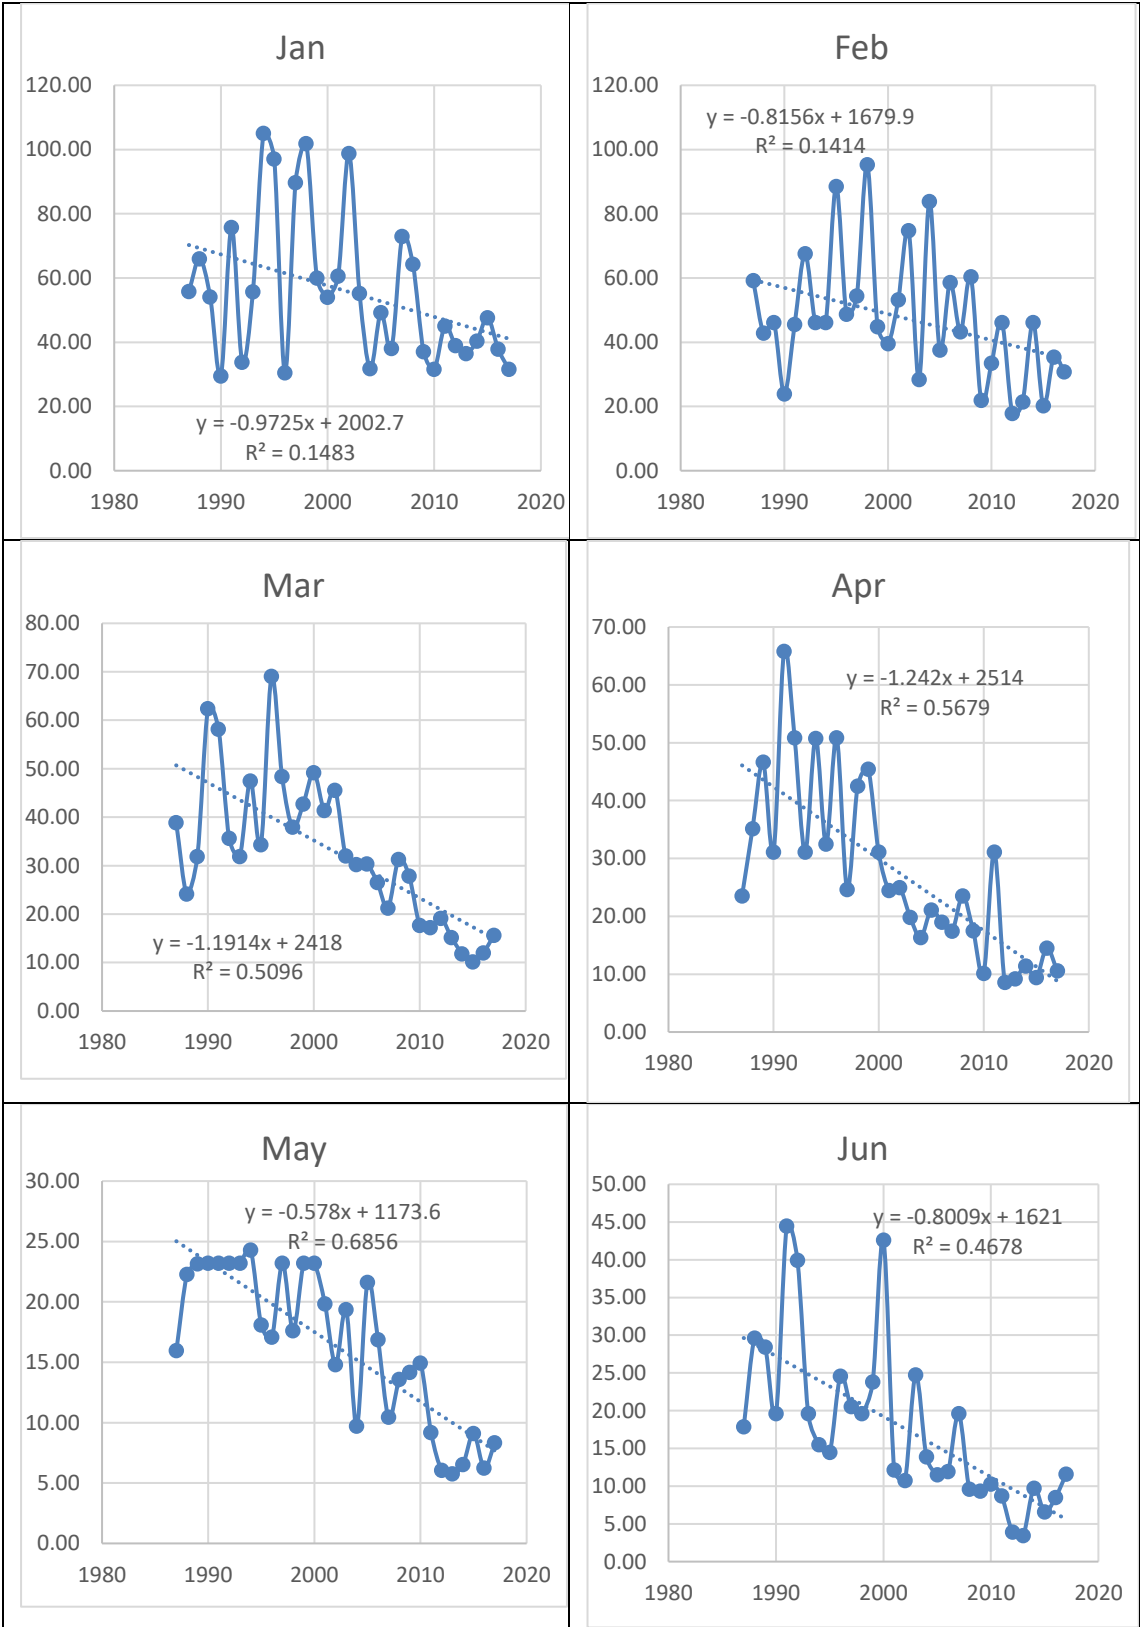 Jan
120.00
100.00
80.00
60.00
40.00
20.00
0.00
y = -0.9725x + 2002.7
R² = 0.1483
1980 1990 2000 2010 2020
Feb
120.00
100.00
80.00
60.00
40.00
20.00
0.00
y = -0.8156x + 1679.9
R² = 0.1414
1980 1990 2000 2010 2020
Mar
80.00
70.00
60.00
50.00
40.00
30.00
20.00
10.00
0.00
y = -1.1914x + 2418
R² = 0.5096
1980 1990 2000 2010 2020
Apr
70.00
60.00
50.00
40.00
30.00
20.00
10.00
0.00
y = -1.242x + 2514
R² = 0.5679
1980 1990 2000 2010 2020
May
30.00
25.00
20.00
15.00
10.00
5.00
0.00
y = -0.578x + 1173.6
R² = 0.6856
1980 1990 2000 2010 2020
Jun
50.00
45.00
40.00
35.00
30.00
25.00
20.00
15.00
10.00
5.00
0.00
y = -0.8009x + 1621
R² = 0.4678
1980 1990 2000 2010 2020